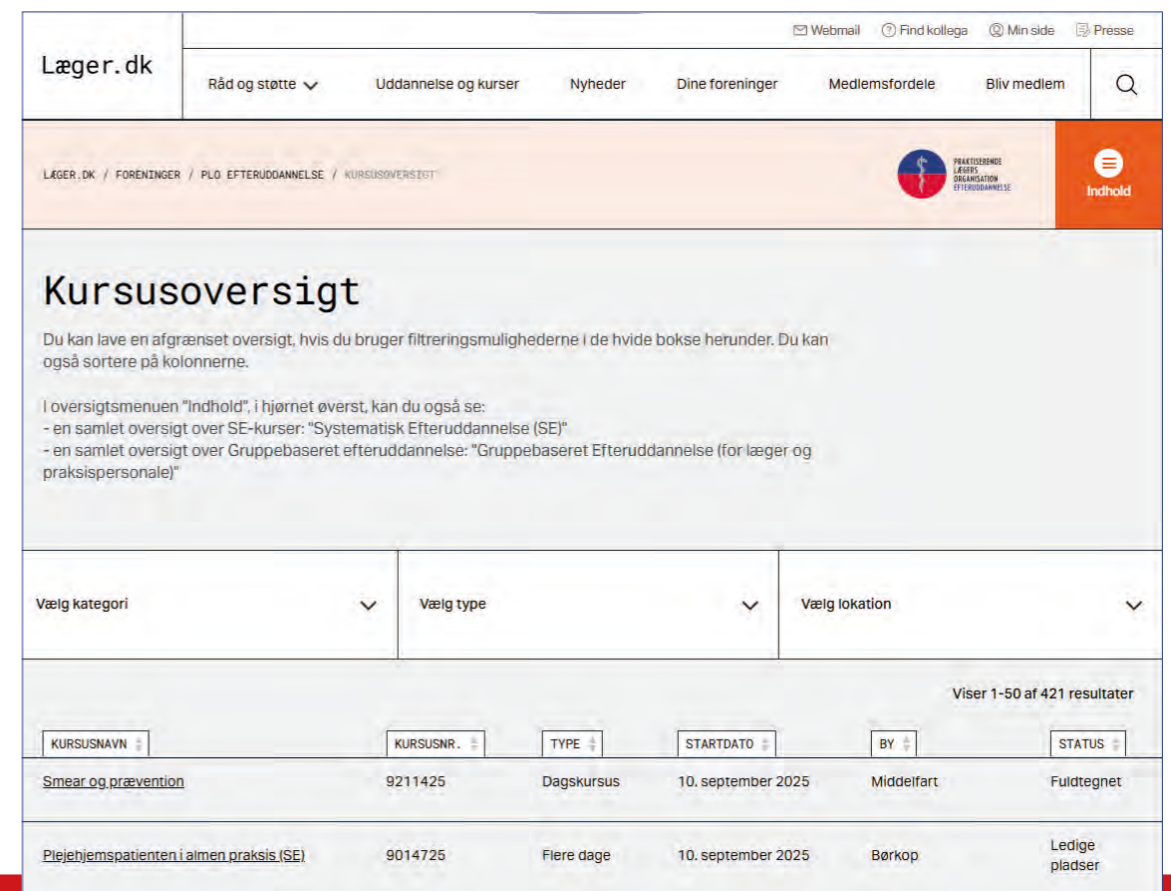 Webmail Find kollega Min side Presse
Læger.dk
Råd og støtte Uddannelse og kurser Nyheder Dine foreninger Medlemsfordele Bliv medlem
LÆGER.DK / FORENINGER / PLO EFTERUDDANNELSE / KURSUSOVERSIGT
PRAKTISERENDE
LÆGERS
ORGANISATION
EFTERUDDANNELSE
Indhold
Kursusoversigt
Du kan lave en afgrænset oversigt, hvis du bruger filtreringsmulighederne i de hvide bokse herunder. Du kan
også sortere på kolonnerne.
I oversigtsmenuen "Indhold", i hjørnet øverst, kan du også se:
- en samlet oversigt over SE-kurser: "Systematisk Efteruddannelse (SE)"
- en samlet oversigt over Gruppebaseret efteruddannelse: "Gruppebaseret Efteruddannelse (for læger og
praksispersonale)"
Vælg kategori Vælg type Vælg lokation
Viser 1-50 af 421 resultater
KURSUSNAVN KURSUSNR. TYPE STARTDATO BY STATUS
Smear og prævention 9211425 Dagskursus 10. september 2025 Middelfart Fuldtegnet
Plejehjemspatienten i almen praksis (SE) 9014725 Flere dage 10. september 2025 Børkop Ledige
pladser